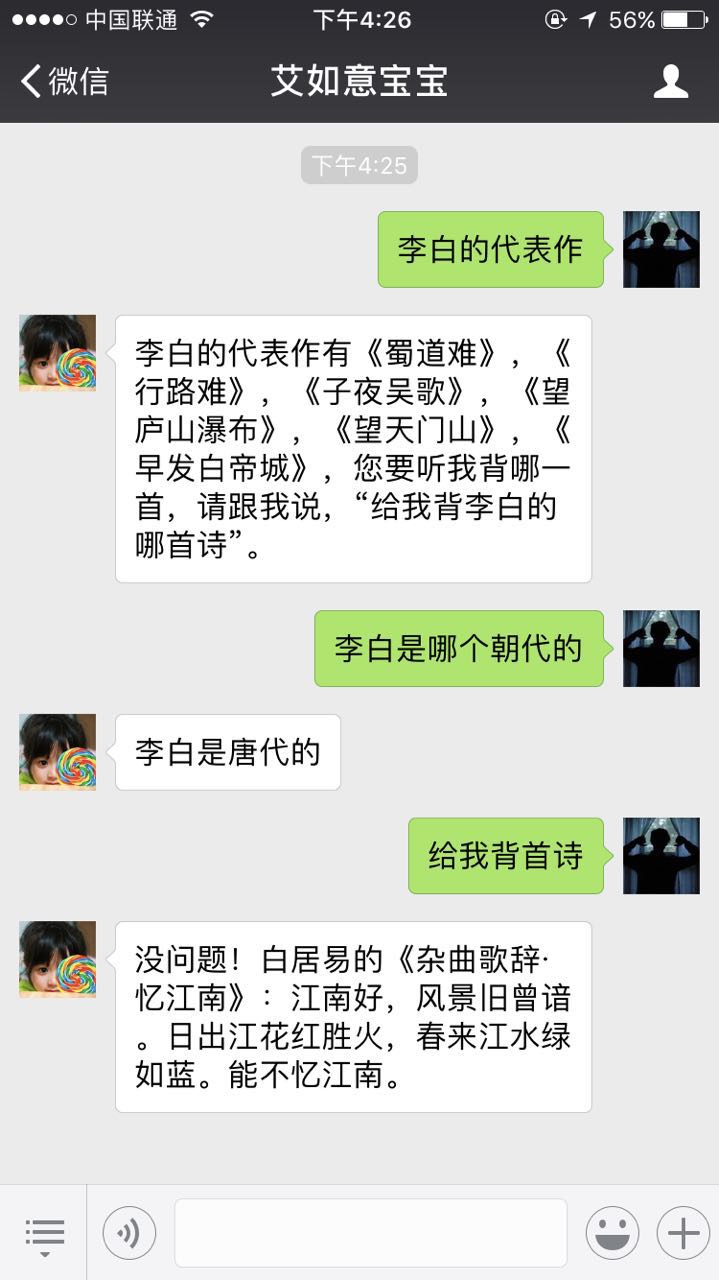 中国联通 下午4:26 56%
微信 艾如意宝宝
下午4:25
李白的代表作
李白的代表作有《蜀道难》，《
行路难》，《子夜吴歌》，《望
庐山瀑布》，《望天门山》，《
早发白帝城》，您要听我背哪一
首，请跟我说，“给我背李白的
哪首诗”。
李白是哪个朝代的
李白是唐代的
给我背首诗
没问题！白居易的《杂曲歌辞·
忆江南》：江南好，风景旧曾谙
。日出江花红胜火，春来江水绿
如蓝。能不忆江南。